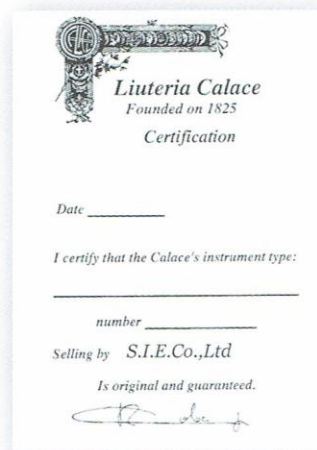 Liuteria Calace
Founded on 1825
Certification
Date
I certify that the Calace's instrument type:
number
Selling by S.I.E.Co.,Ltd
Is original and guaranteed.